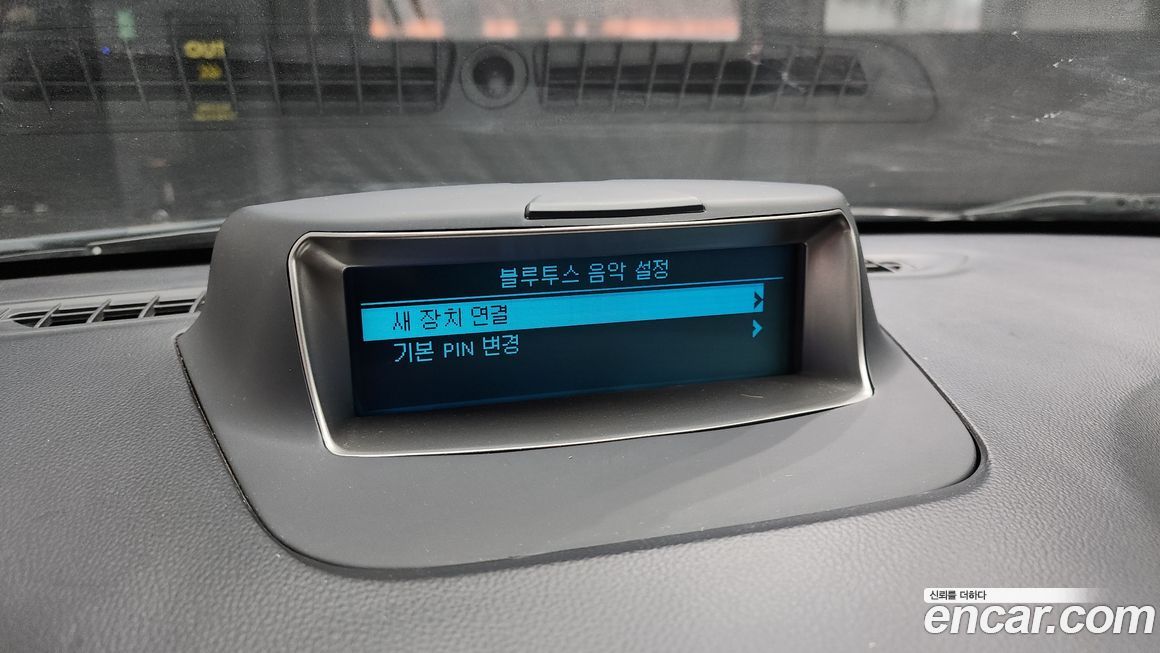 OUT
블루투스 음악 설정
새 장치 연결 >
기본 PIN 변경 >
신뢰를 더하다
encar.com